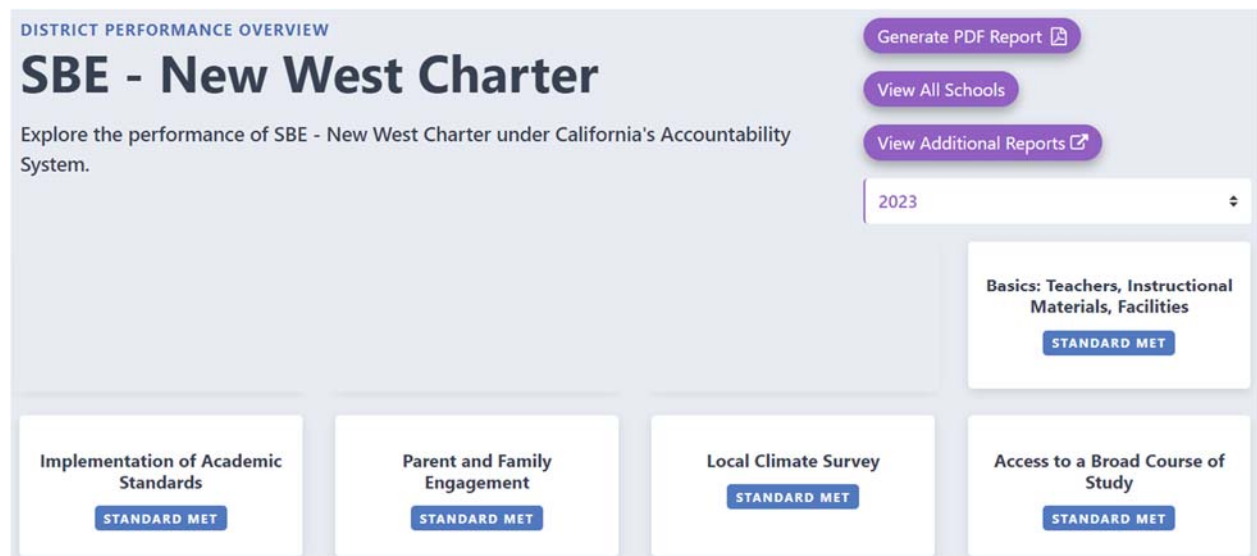 DISTRICT PERFORMANCE OVERVIEW
SBE - New West Charter
Explore the performance of SBE - New West Charter under California's Accountability
System.
Generate PDF Report
View All Schools
View Additional Reports
2023
Basics: Teachers, Instructional
Materials, Facilities
STANDARD MET
Implementation of Academic
Standards
STANDARD MET
Parent and Family
Engagement
STANDARD MET
Local Climate Survey
STANDARD MET
Access to a Broad Course of
Study
STANDARD MET